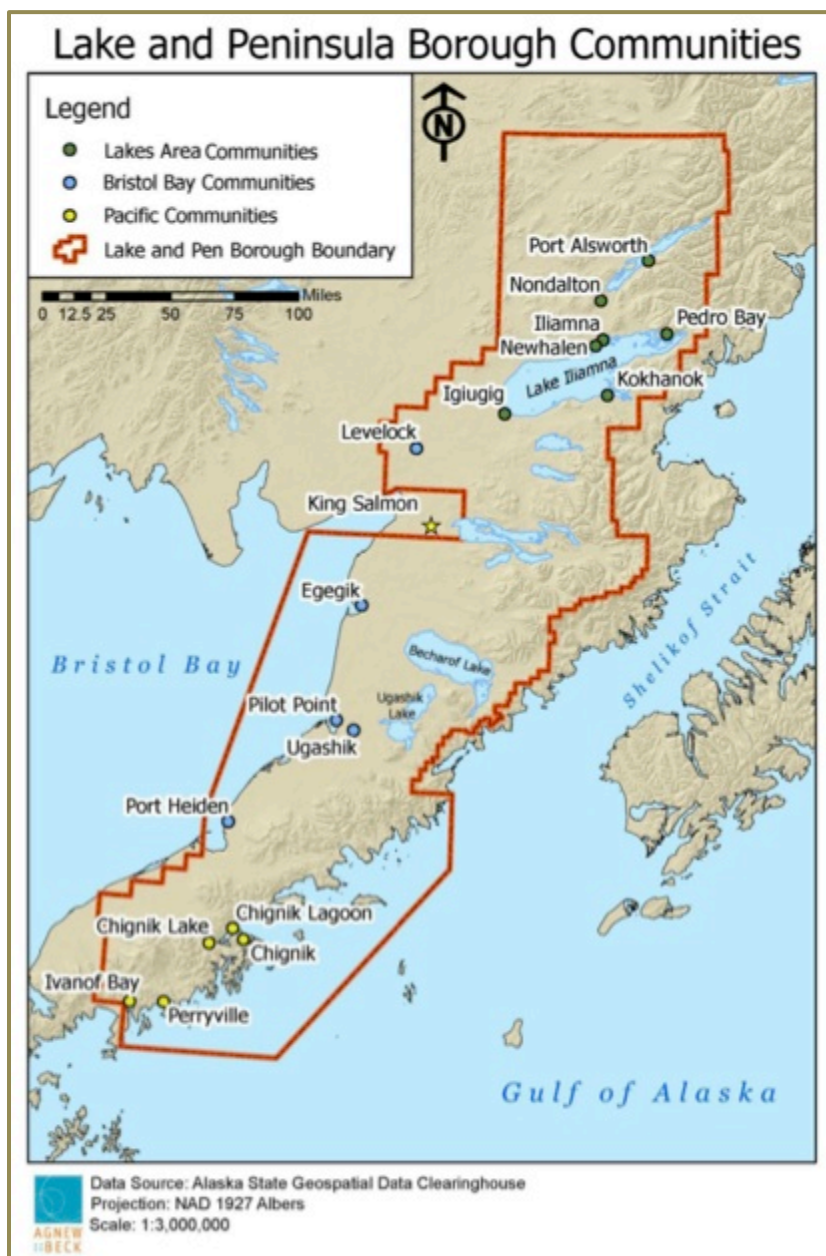 Lake and Peninsula Borough Communities
Legend
Lakes Area Communities
Bristol Bay Communities
Pacific Communities
Lake and Pen Borough Boundary
N
Miles
0 12.5 25 50 75 100
Port Alsworth
Nondalton
Iliamna
Pedro Bay
Newhalen
Lake Iliamna
Kokhanok
Igiugig
Levelock
King Salmon
Egegik
Bristol Bay
Shelikof Strait
Becharof Lake
Ugashik
Lake
Pilot Point
Ugashik
Port Heiden
Chignik Lagoon
Chignik Lake
Chignik
Ivanof Bay
Perryville
Gulf of Alaska
Data Source: Alaska State Geospatial Data Clearinghouse
Projection: NAD 1927 Albers
Scale: 1:3,000,000
AGNEW
::BECK